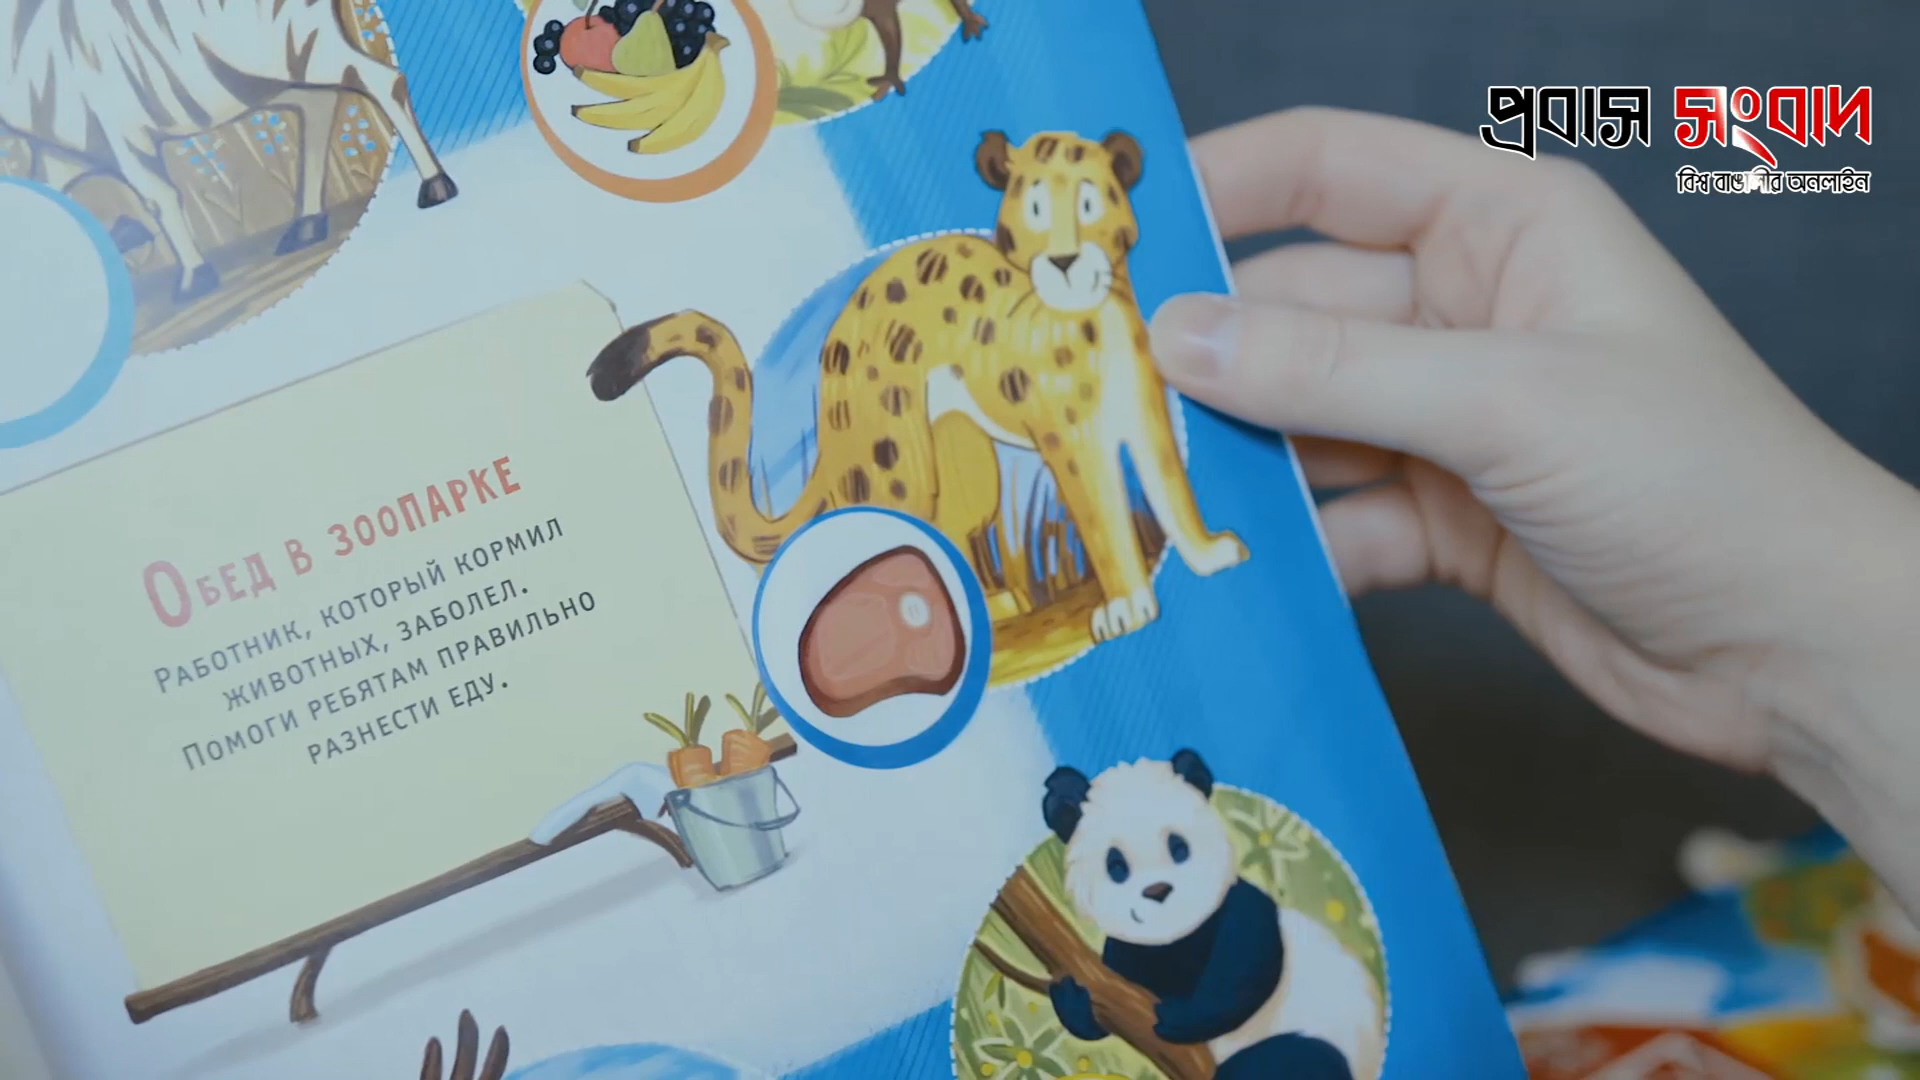 প্রবাস সংবাদ
বিশ্ব বাঙালীর অনলাইন
ОБЕД В ЗООПАРКЕ
РАБОТНИК, КОТОРЫЙ КОРМИЛ
ЖИВОТНЫХ, ЗАБОЛЕЛ.
ПОМОГИ РЕБЯТАМ ПРАВИЛЬНО
РАЗНЕСТИ ЕДУ.